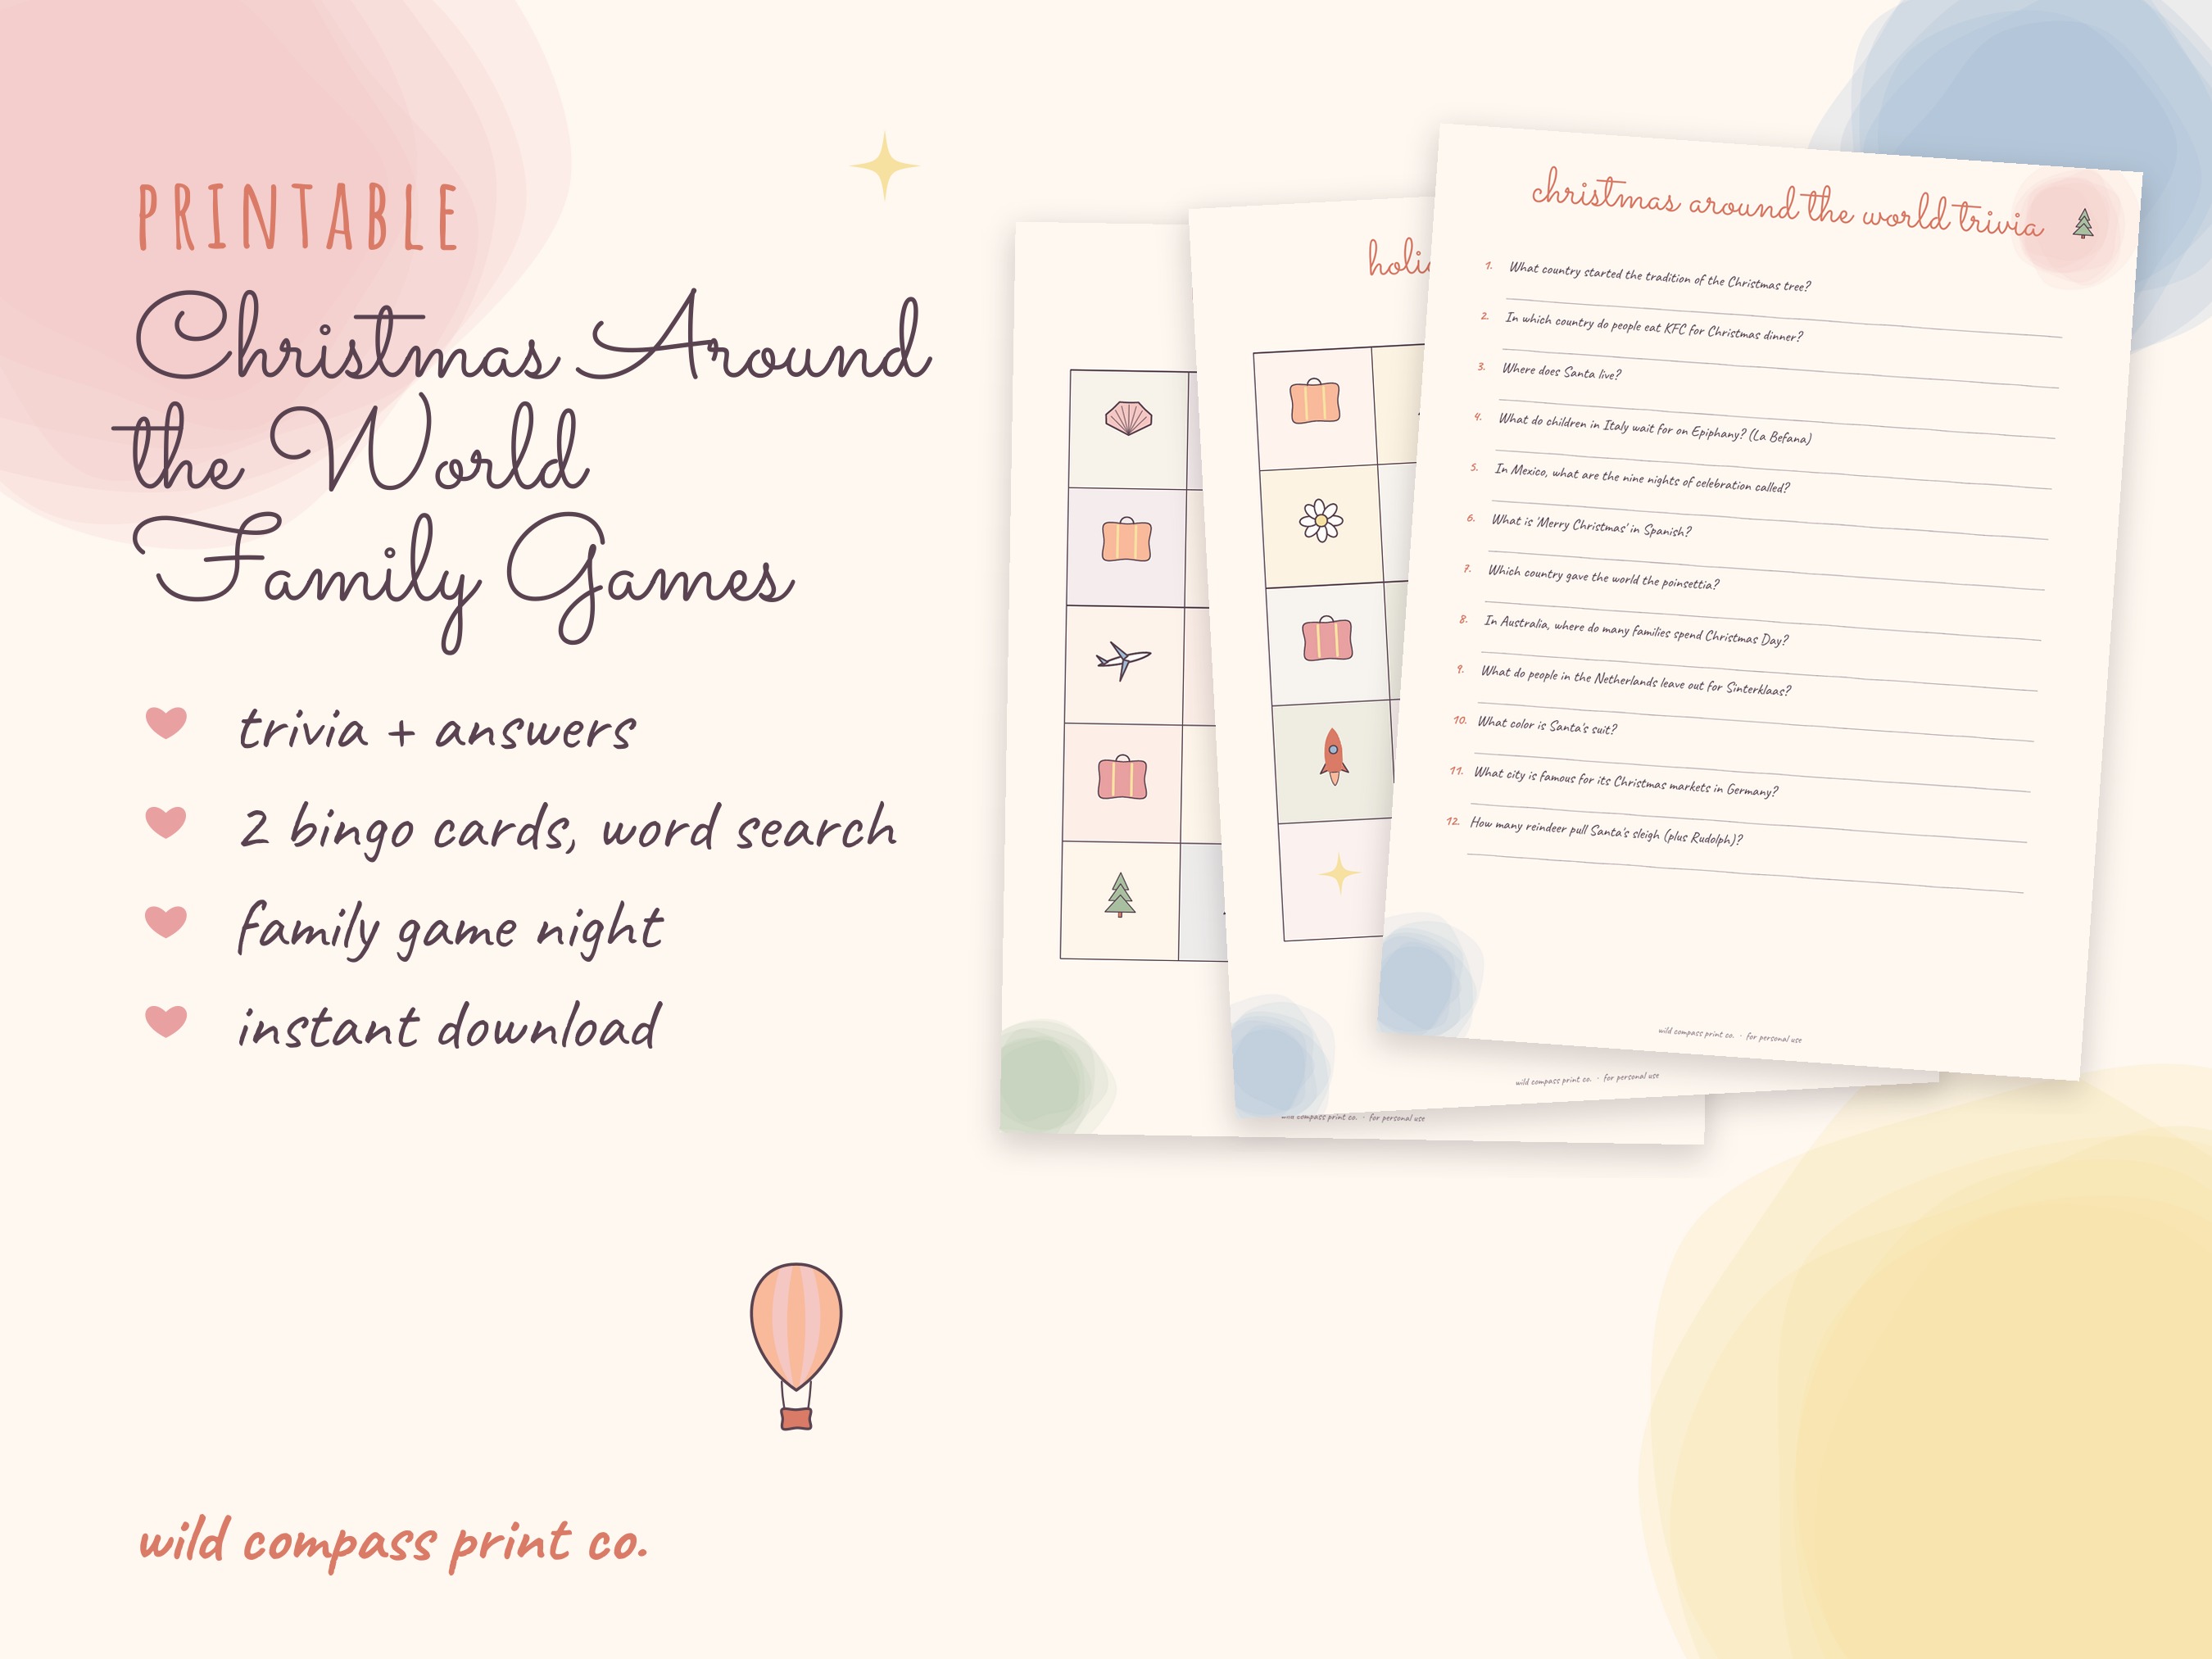 PRINTABLE
Christmas Around
the World
Family Games
trivia + answers
2 bingo cards, word search
family game night
instant download
wild compass print co.
holi
christmas around the world trivia
1. What country started the tradition of the Christmas tree?
2. In which country do people eat KFC for Christmas dinner?
3. Where does Santa live?
4. What do children in Italy wait for on Epiphany? (La Befana)
5. In Mexico, what are the nine nights of celebration called?
6. What is 'Merry Christmas' in Spanish?
7. Which country gave the world the poinsettia?
8. In Australia, where do many families spend Christmas Day?
9. What do people in the Netherlands leave out for Sinterklaas?
10. What color is Santa's suit?
11. What city is famous for its Christmas markets in Germany?
12. How many reindeer pull Santa's sleigh (plus Rudolph)?
wild compass print co. · for personal use
wild compass print co. · for personal use
wild compass print co. · for personal use